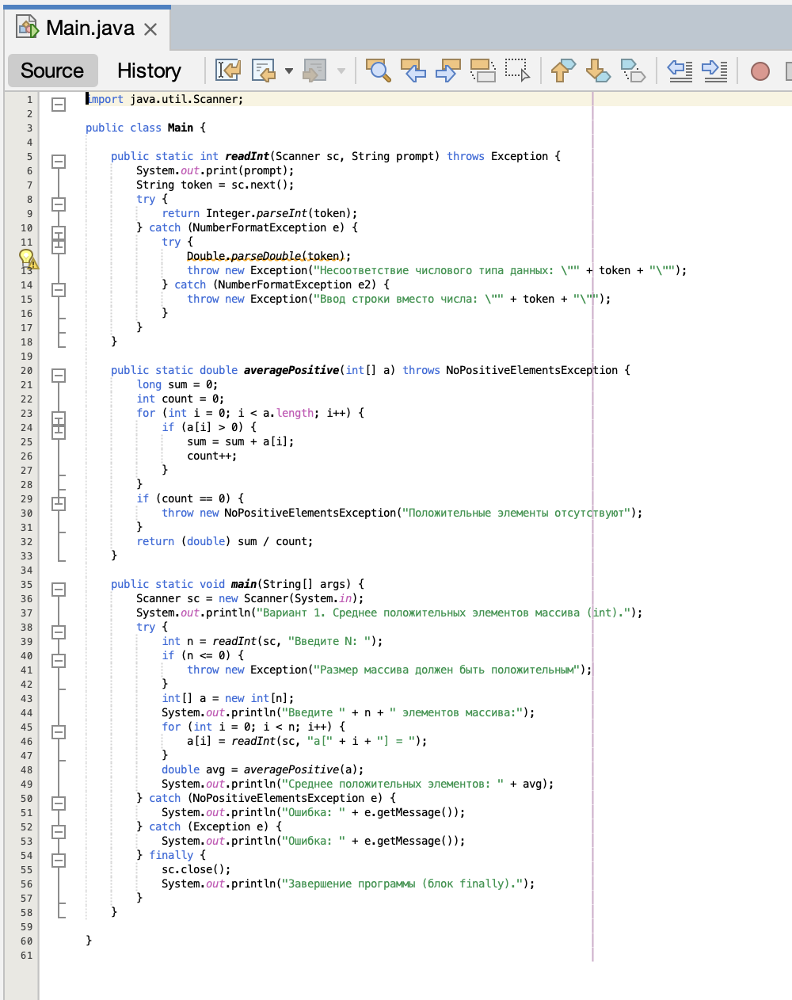 Main.java
Source History
1 import java.util.Scanner;
2
3 public class Main {
4
5 public static int readInt(Scanner sc, String prompt) throws Exception {
6 System.out.print(prompt);
7 String token = sc.next();
8 try {
9 return Integer.parseInt(token);
10 } catch (NumberFormatException e) {
11 try {
Double.parseDouble(token);
13 throw new Exception("Несоответствие числового типа данных: \"" + token + "\"");
14 } catch (NumberFormatException e2) {
15 throw new Exception("Ввод строки вместо числа: \"" + token + "\"");
16 }
17 }
18 }
19
20 public static double averagePositive(int[] a) throws NoPositiveElementsException {
21 long sum = 0;
22 int count = 0;
23 for (int i = 0; i < a.length; i++) {
24 if (a[i] > 0) {
25 sum = sum + a[i];
26 count++;
27 }
28 }
29 if (count == 0) {
30 throw new NoPositiveElementsException("Положительные элементы отсутствуют");
31 }
32 return (double) sum / count;
33 }
34
35 public static void main(String[] args) {
36 Scanner sc = new Scanner(System.in);
37 System.out.println("Вариант 1. Среднее положительных элементов массива (int).");
38 try {
39 int n = readInt(sc, "Введите N: ");
40 if (n <= 0) {
41 throw new Exception("Размер массива должен быть положительным");
42 }
43 int[] a = new int[n];
44 System.out.println("Введите " + n + " элементов массива:");
45 for (int i = 0; i < n; i++) {
46 a[i] = readInt(sc, "a[" + i + "] = ");
47 }
48 double avg = averagePositive(a);
49 System.out.println("Среднее положительных элементов: " + avg);
50 } catch (NoPositiveElementsException e) {
51 System.out.println("Ошибка: " + e.getMessage());
52 } catch (Exception e) {
53 System.out.println("Ошибка: " + e.getMessage());
54 } finally {
55 sc.close();
56 System.out.println("Завершение программы (блок finally).");
57 }
58 }
59
60 }
61